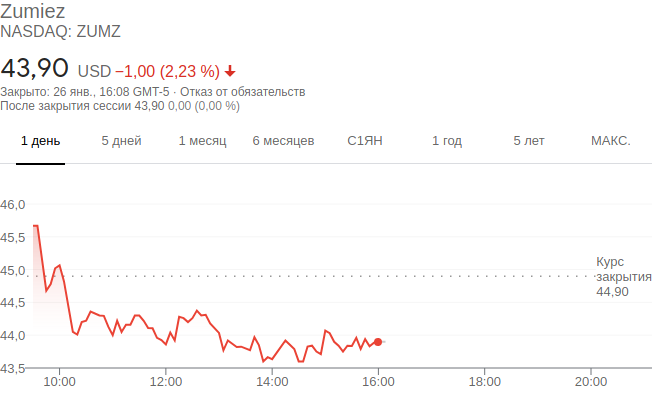 Zumiez
NASDAQ: ZUMZ
43,90 USD −1,00 (2,23 %)
Закрыто: 26 янв., 16:08 GMT-5 · Отказ от обязательств
После закрытия сессии 43,90 0,00 (0,00 %)
1 день 5 дней 1 месяц 6 месяцев С1ЯН 1 год 5 лет МАКС.
46,0
45,5
Курс
45,0 закрытия
44,90
44,5
44,0
43,5
10:00 12:00 14:00 16:00 18:00 20:00